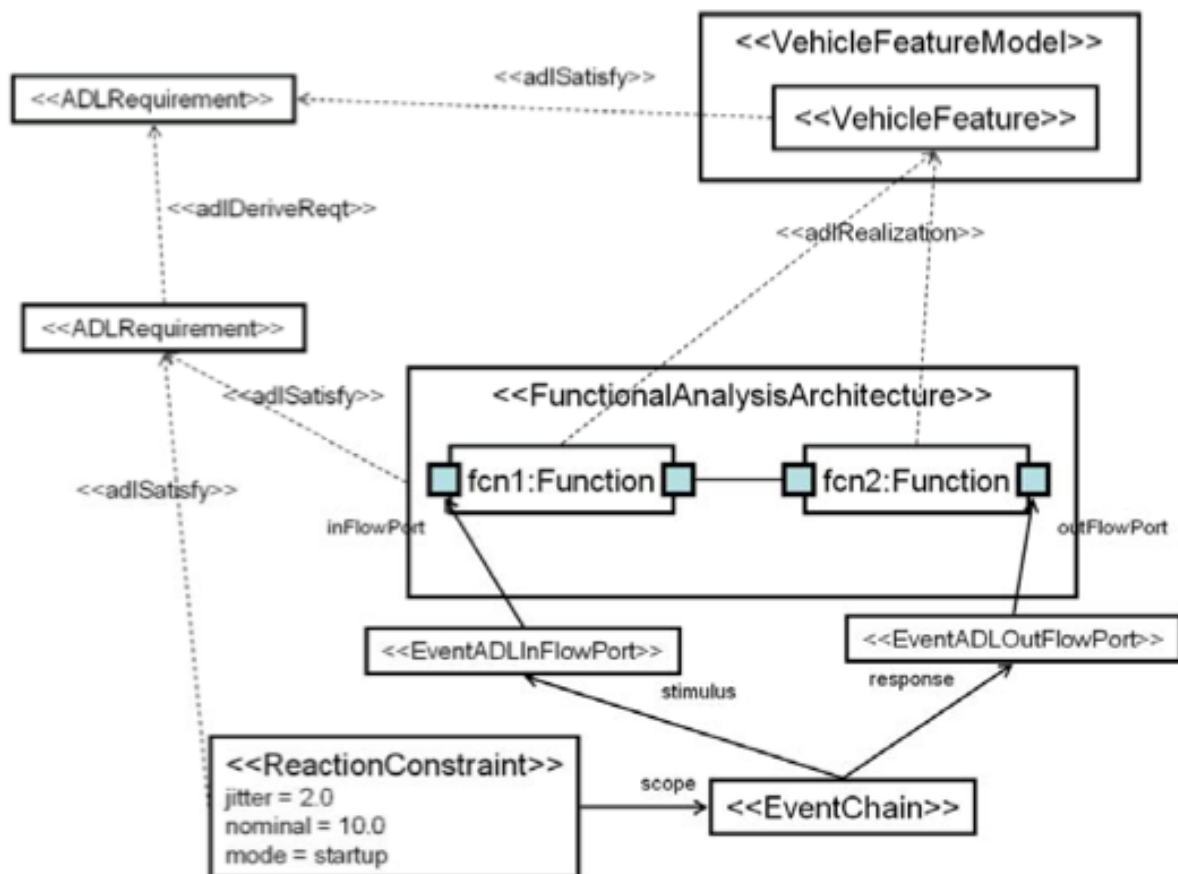 <<VehicleFeatureModel>>
<<adlSatisfy>>
<<ADLRequirement>>
<<VehicleFeature>>
<<adlDeriveReqt>>
<<adlRealization>>
<<ADLRequirement>>
<<adlSatisfy>>
<<FunctionalAnalysisArchitecture>>
fcn1:Function
fcn2:Function
<<adlSatisfy>>
inFlowPort
outFlowPort
<<EventADLInFlowPort>>
<<EventADLOutFlowPort>>
stimulus
response
<<ReactionConstraint>>
jitter = 2.0
nominal = 10.0
mode = startup
scope
<<EventChain>>